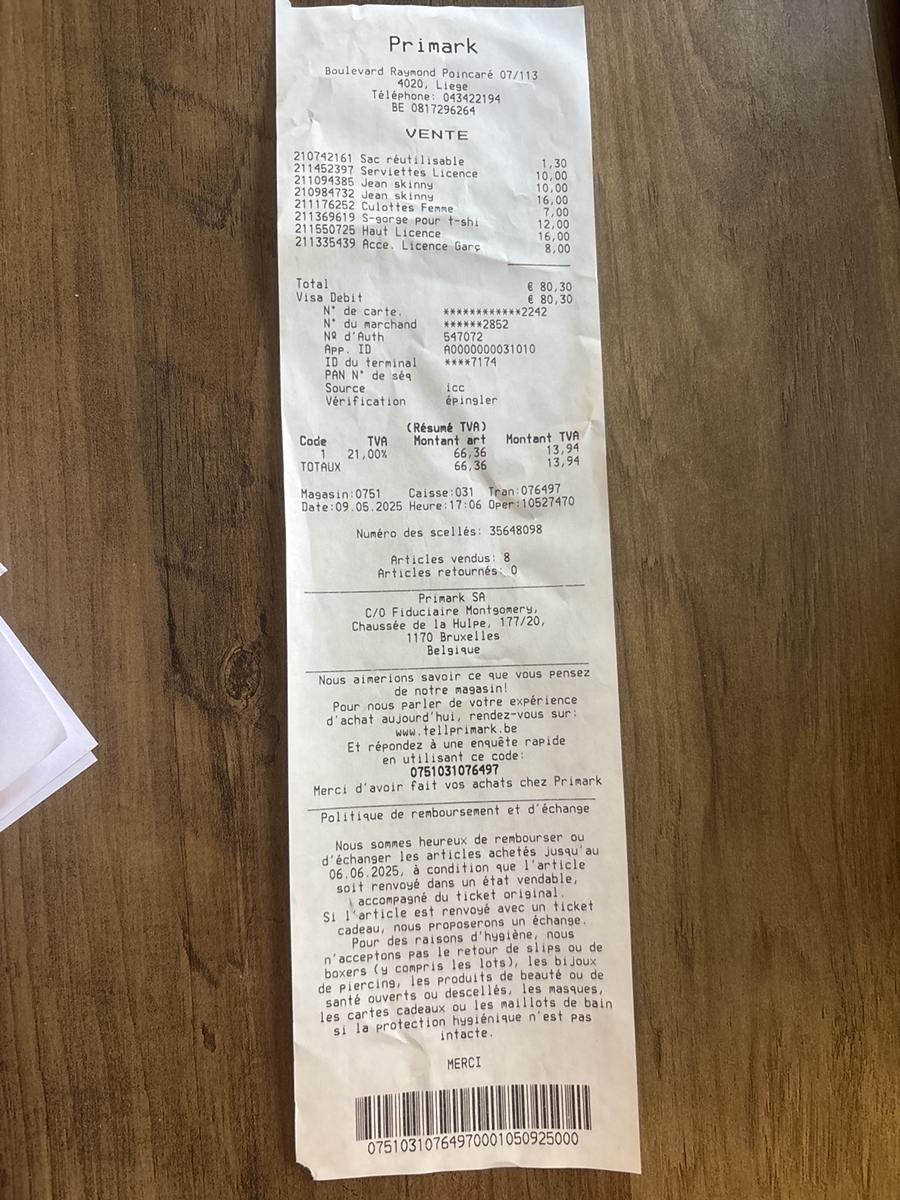 Primark
Boulevard Raymond Poincaré 07/113
4020, Liege
Téléphone: 043422194
BE 0817296264
VENTE
210742161 Sac réutilisable 1,30
211452397 Serviettes Licence 10,00
211094385 Jean skinny 10,00
210984732 Jean skinny 16,00
211176252 Culottes Femme 7,00
211369619 S-gorge pour t-shi 12,00
211550725 Haut Licence 16,00
211335439 Acce. Licence Garç 8,00
Total € 80,30
Visa Debit € 80,30
N° de carte. ************2242
N° du marchand ******2852
Nº d'Auth 547072
App. ID A0000000031010
ID du terminal ****7174
PAN N° de séq
Source icc
Vérification épingler
(Résumé TVA)
Code TVA Montant art Montant TVA
1 21,00% 66,36 13,94
TOTAUX 66,36 13,94
Magasin:0751 Caisse:031 Tran:076497
Date:09.05.2025 Heure:17:06 Oper:10527470
Numéro des scellés: 35648098
Articles vendus: 8
Articles retournés: 0
Primark SA
C/O Fiduciaire Montgomery,
Chaussée de la Hulpe, 177/20,
1170 Bruxelles
Belgique
Nous aimerions savoir ce que vous pensez
de notre magasin!
Pour nous parler de votre expérience
d'achat aujourd'hui, rendez-vous sur:
www.tellprimark.be
Et répondez à une enquête rapide
en utilisant ce code:
0751031076497
Merci d'avoir fait vos achats chez Primark
Politique de remboursement et d'échange
Nous sommes heureux de rembourser ou
d'échanger les articles achetés jusqu'au
06.06.2025, à condition que l'article
soit renvoyé dans un état vendable,
accompagné du ticket original.
Si l'article est renvoyé avec un ticket
cadeau, nous proposerons un échange.
Pour des raisons d'hygiène, nous
n'acceptons pas le retour de slips ou de
boxers (y compris les lots), les bijoux
de piercing, les produits de beauté ou de
santé ouverts ou descellés, les masques,
les cartes cadeaux ou les maillots de bain
si la protection hygiénique n'est pas
intacte.
MERCI
07510310764970001050925000